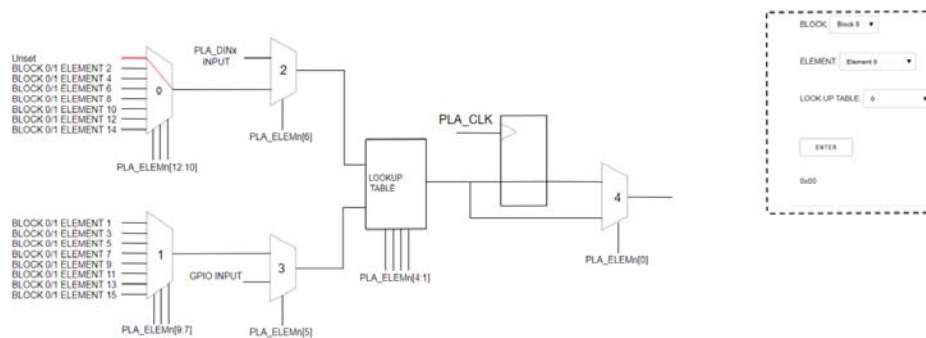 Unset
BLOCK 0/1 ELEMENT 2
BLOCK 0/1 ELEMENT 4
BLOCK 0/1 ELEMENT 6
BLOCK 0/1 ELEMENT 8
BLOCK 0/1 ELEMENT 10
BLOCK 0/1 ELEMENT 12
BLOCK 0/1 ELEMENT 14
0
PLA_ELEMn[12:10]
PLA_DINx
INPUT
2
PLA_ELEMn[6]
BLOCK 0/1 ELEMENT 1
BLOCK 0/1 ELEMENT 3
BLOCK 0/1 ELEMENT 5
BLOCK 0/1 ELEMENT 7
BLOCK 0/1 ELEMENT 9
BLOCK 0/1 ELEMENT 11
BLOCK 0/1 ELEMENT 13
BLOCK 0/1 ELEMENT 15
1
PLA_ELEMn[9:7]
GPIO INPUT
3
PLA_ELEMn[5]
LOOKUP
TABLE
PLA_ELEMn[4:1]
PLA_CLK
4
PLA_ELEMn[0]
BLOCK: Block 0
ELEMENT: Element 0
LOOK UP TABLE: 0
ENTER
0x00